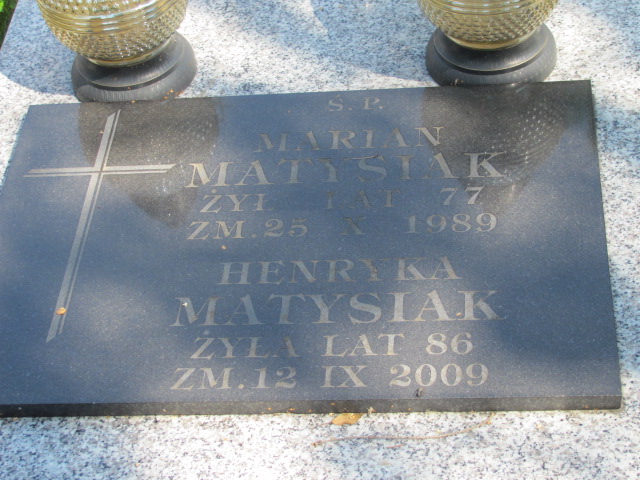 Ś. P.
MARIAN
MATYSIAK
ŻYŁ LAT 77
ZM. 25 X 1989
HENRYKA
MATYSIAK
ŻYŁA LAT 86
ZM. 12 IX 2009